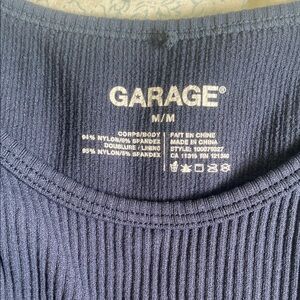 GARAGE®
M/M
CORPS/BODY
94% NYLON/6% SPANDEX
DOUBLURE / LINING
95% NYLON/5% SPANDEX
FAIT EN CHINE
MADE IN CHINA
STYLE: 100075327